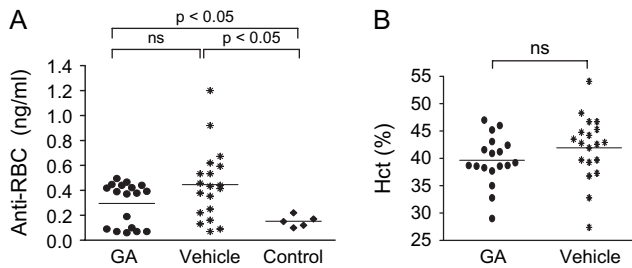 A
p < 0.05
ns
p < 0.05
Anti-RBC (ng/ml)
1.4
1.2
1.0
0.8
0.6
0.4
0.2
0.0
GA
Vehicle
Control
B
ns
Hct (%)
55
50
45
40
35
30
25
GA
Vehicle